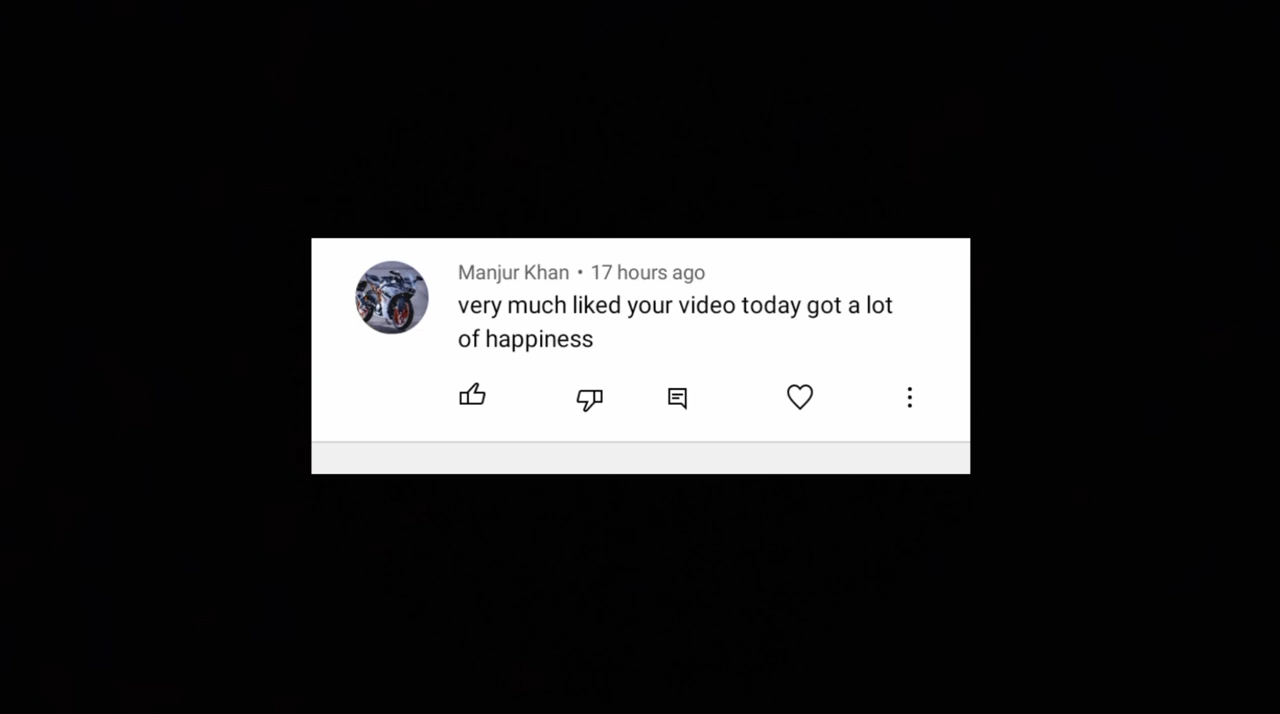 Manjur Khan • 17 hours ago
very much liked your video today got a lot
of happiness